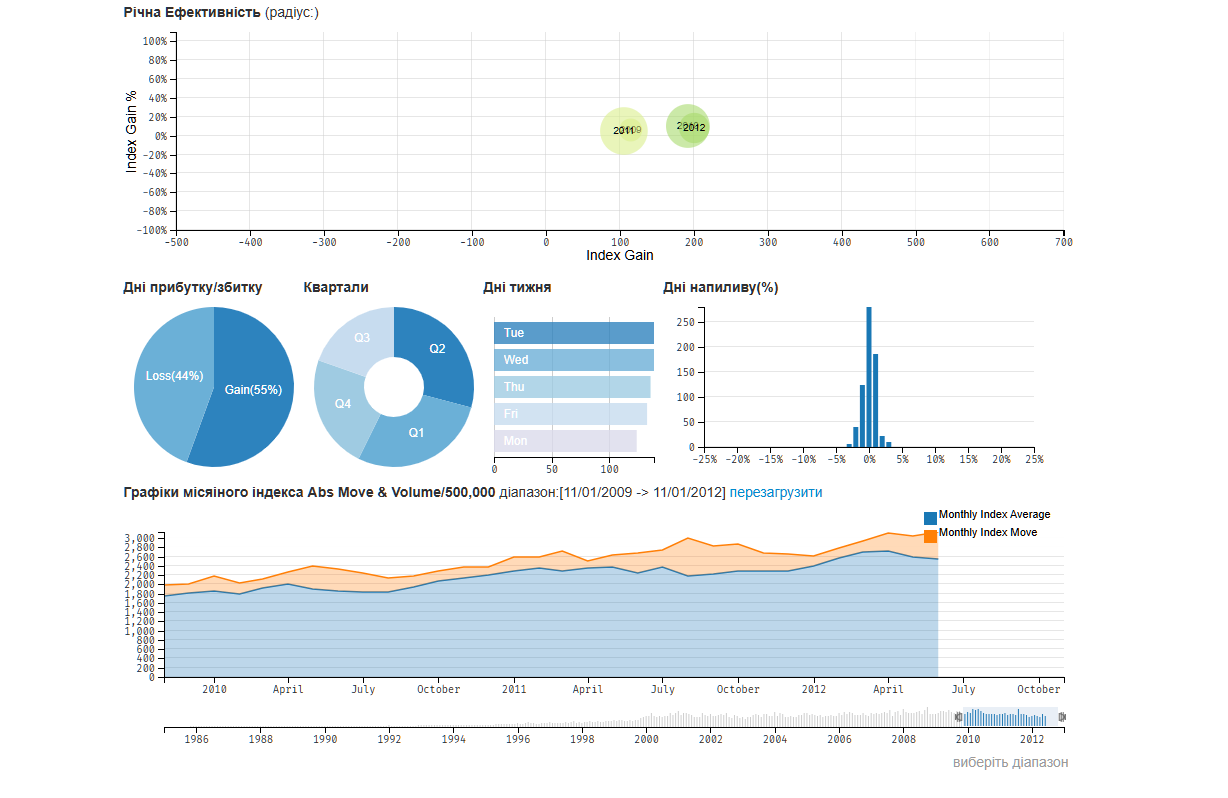 Річна Ефективність (радіус:)
Index Gain %
100%
80%
60%
40%
20%
0%
-20%
-40%
-60%
-80%
-100%
2011
2012
-500 -400 -300 -200 -100 0 100 200 300 400 500 600 700
Index Gain
Дні прибутку/збитку Квартали Дні тижня Дні напиливу(%)
Loss(44%) Gain(55%)
Q3 Q2 Q4 Q1
Tue
Wed
Thu
Fri
Mon
0 50 100
250
200
150
100
50
0
-25% -20% -15% -10% -5% 0% 5% 10% 15% 20% 25%
Графіки місяіного індекса Abs Move & Volume/500,000 діапазон:[11/01/2009 -> 11/01/2012] перезагрузити
Monthly Index Average
Monthly Index Move
3,000
2,800
2,600
2,400
2,200
2,000
1,800
1,600
1,400
1,200
1,000
800
600
400
200
0
2010 April July October 2011 April July October 2012 April July October
1986 1988 1990 1992 1994 1996 1998 2000 2002 2004 2006 2008 2010 2012
виберіть діапазон